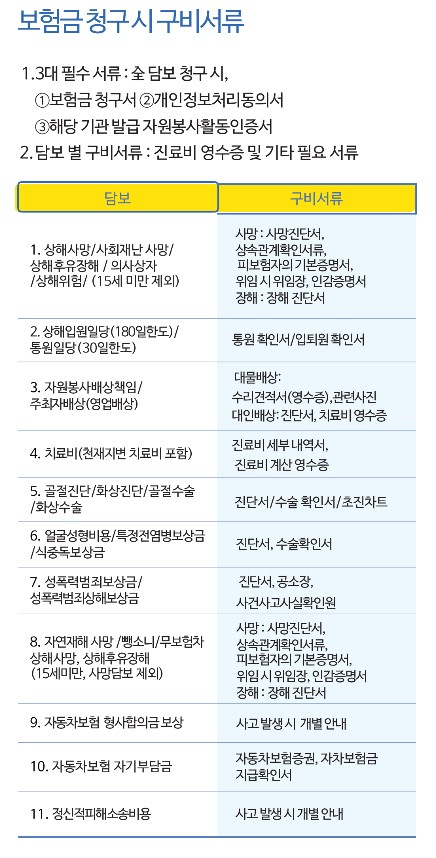 보험금 청구 시 구비서류
1.3대 필수 서류 : 全 담보 청구 시,
①보험금 청구서 ②개인정보처리동의서
③해당 기관 발급 자원봉사활동인증서
2. 담보 별 구비서류 : 진료비 영수증 및 기타 필요 서류
담보
구비서류
1. 상해사망/사회재난 사망/
상해후유장해 / 의사상자
/상해위험/ (15세 미만 제외)
사망 : 사망진단서,
상속관계확인서류,
피보험자의 기본증명서,
위임 시 위임장, 인감증명서
장해 : 장해 진단서
2. 상해입원일당(180일한도)/
통원일당(30일한도)
통원 확인서/입퇴원 확인서
3. 자원봉사배상책임/
주최자배상(영업배상)
대물배상:
수리견적서(영수증),관련사진
대인배상: 진단서, 치료비 영수증
4. 치료비(천재지변 치료비 포함)
진료비 세부 내역서,
진료비 계산 영수증
5. 골절진단/화상진단/골절수술
/화상수술
진단서/수술 확인서/초진차트
6. 얼굴성형비용/특정전염병보상금
/식중독보상금
진단서, 수술확인서
7. 성폭력범죄보상금/
성폭력범죄상해보상금
진단서, 공소장,
사건사고사실확인원
8. 자연재해 사망 /뺑소니/무보험차
상해사망, 상해후유장해
(15세미만, 사망담보 제외)
사망 : 사망진단서,
상속관계확인서류,
피보험자의 기본증명서,
위임 시 위임장, 인감증명서
장해 : 장해 진단서
9. 자동차보험 형사합의금 보상
사고 발생 시 개별 안내
10. 자동차보험 자기부담금
자동차보험증권, 자차보험금
지급확인서
11. 정신적피해소송비용
사고 발생 시 개별 안내